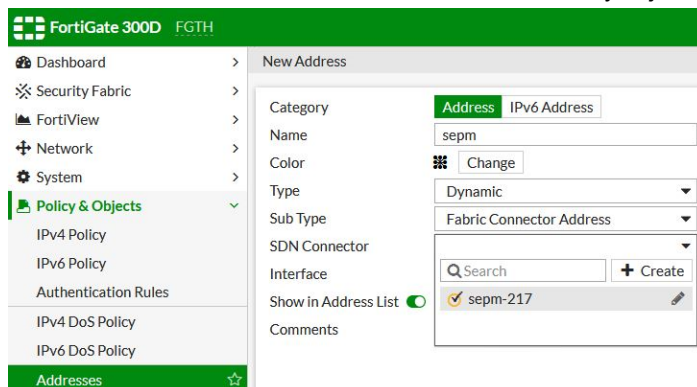 FortiGate 300D FGTH
Dashboard
Security Fabric
FortiView
Network
System
Policy & Objects
IPv4 Policy
IPv6 Policy
Authentication Rules
IPv4 DoS Policy
IPv6 DoS Policy
Addresses
New Address
Category Address IPv6 Address
Name sepm
Color Change
Type Dynamic
Sub Type Fabric Connector Address
SDN Connector
Search + Create
sepm-217
Interface
Show in Address List
Comments